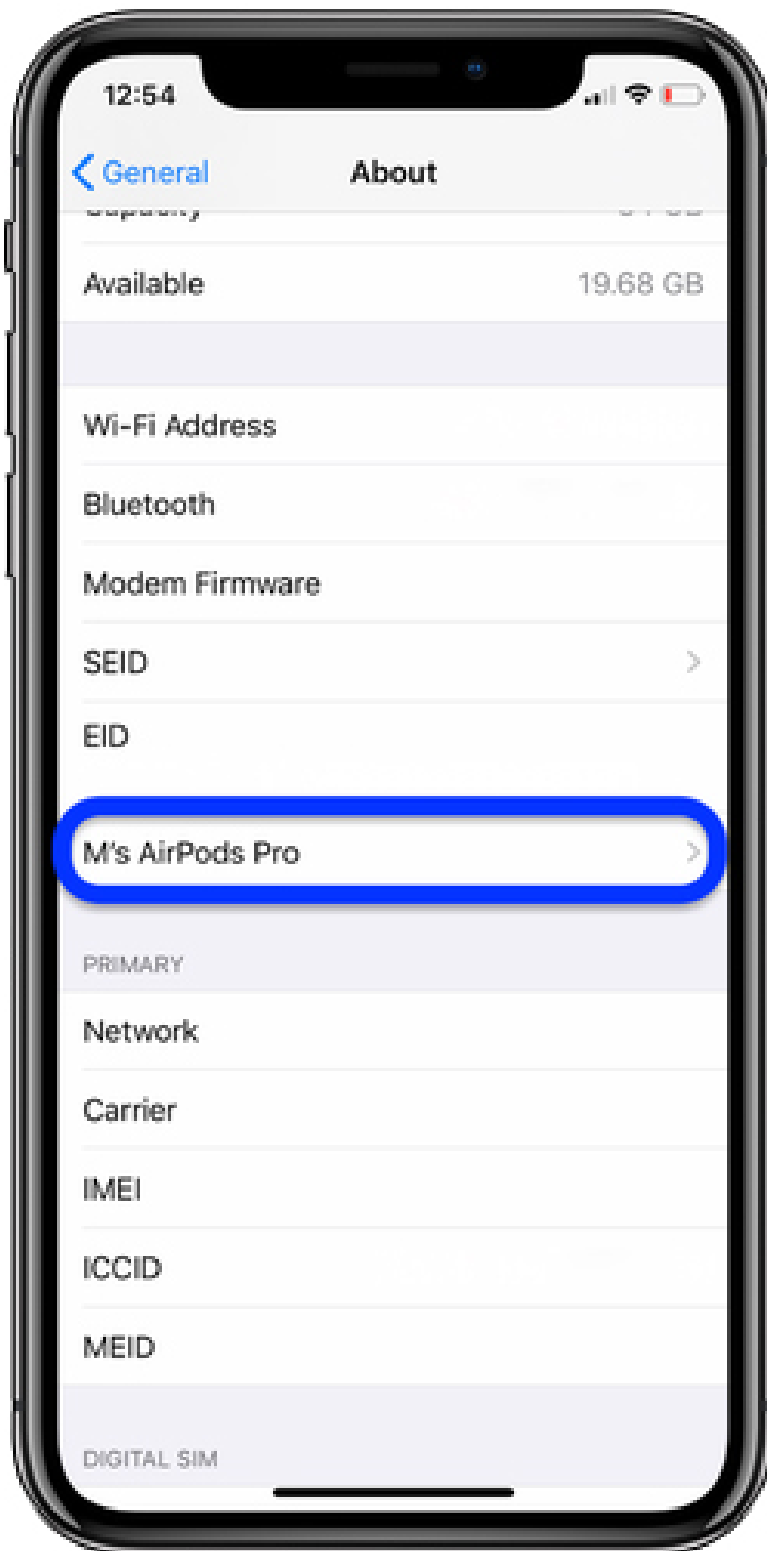 12:54
General
About
Available
19.68 GB
Wi-Fi Address
Bluetooth
Modem Firmware
SEID
EID
M's AirPods Pro
PRIMARY
Network
Carrier
IMEI
ICCID
MEID
DIGITAL SIM